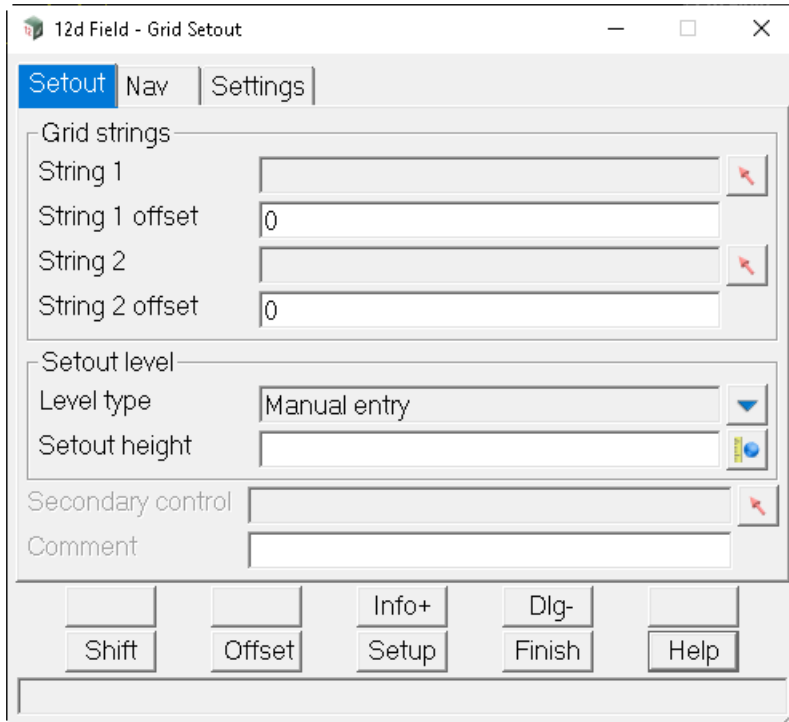 12d Field - Grid Setout
Setout Nav Settings
Grid strings
String 1
String 1 offset 0
String 2
String 2 offset 0
Setout level
Level type Manual entry
Setout height
Secondary control
Comment
Info+ Dlg-
Shift Offset Setup Finish Help